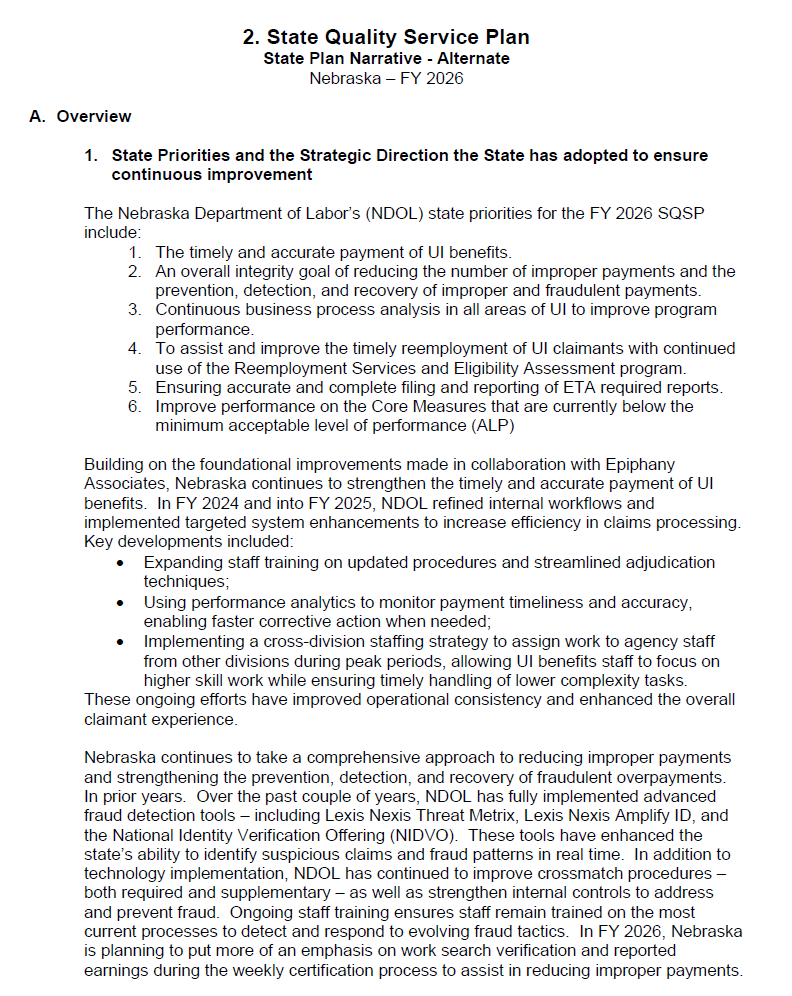 2. State Quality Service Plan
State Plan Narrative - Alternate
Nebraska – FY 2026
A. Overview
1. State Priorities and the Strategic Direction the State has adopted to ensure
continuous improvement
The Nebraska Department of Labor's (NDOL) state priorities for the FY 2026 SQSP
include:
1. The timely and accurate payment of UI benefits.
2. An overall integrity goal of reducing the number of improper payments and the
prevention, detection, and recovery of improper and fraudulent payments.
3. Continuous business process analysis in all areas of UI to improve program
performance.
4. To assist and improve the timely reemployment of UI claimants with continued
use of the Reemployment Services and Eligibility Assessment program.
5. Ensuring accurate and complete filing and reporting of ETA required reports.
6. Improve performance on the Core Measures that are currently below the
minimum acceptable level of performance (ALP)
Building on the foundational improvements made in collaboration with Epiphany
Associates, Nebraska continues to strengthen the timely and accurate payment of UI
benefits.  In FY 2024 and into FY 2025, NDOL refined internal workflows and
implemented targeted system enhancements to increase efficiency in claims processing.
Key developments included:
• Expanding staff training on updated procedures and streamlined adjudication
techniques;
• Using performance analytics to monitor payment timeliness and accuracy,
enabling faster corrective action when needed;
• Implementing a cross-division staffing strategy to assign work to agency staff
from other divisions during peak periods, allowing UI benefits staff to focus on
higher skill work while ensuring timely handling of lower complexity tasks.
These ongoing efforts have improved operational consistency and enhanced the overall
claimant experience.
Nebraska continues to take a comprehensive approach to reducing improper payments
and strengthening the prevention, detection, and recovery of fraudulent overpayments.
In prior years.  Over the past couple of years, NDOL has fully implemented advanced
fraud detection tools – including Lexis Nexis Threat Metrix, Lexis Nexis Amplify ID, and
the National Identity Verification Offering (NIDVO).  These tools have enhanced the
state's ability to identify suspicious claims and fraud patterns in real time.  In addition to
technology implementation, NDOL has continued to improve crossmatch procedures –
both required and supplementary – as well as strengthen internal controls to address
and prevent fraud.  Ongoing staff training ensures staff remain trained on the most
current processes to detect and respond to evolving fraud tactics.  In FY 2026, Nebraska
is planning to put more of an emphasis on work search verification and reported
earnings during the weekly certification process to assist in reducing improper payments.